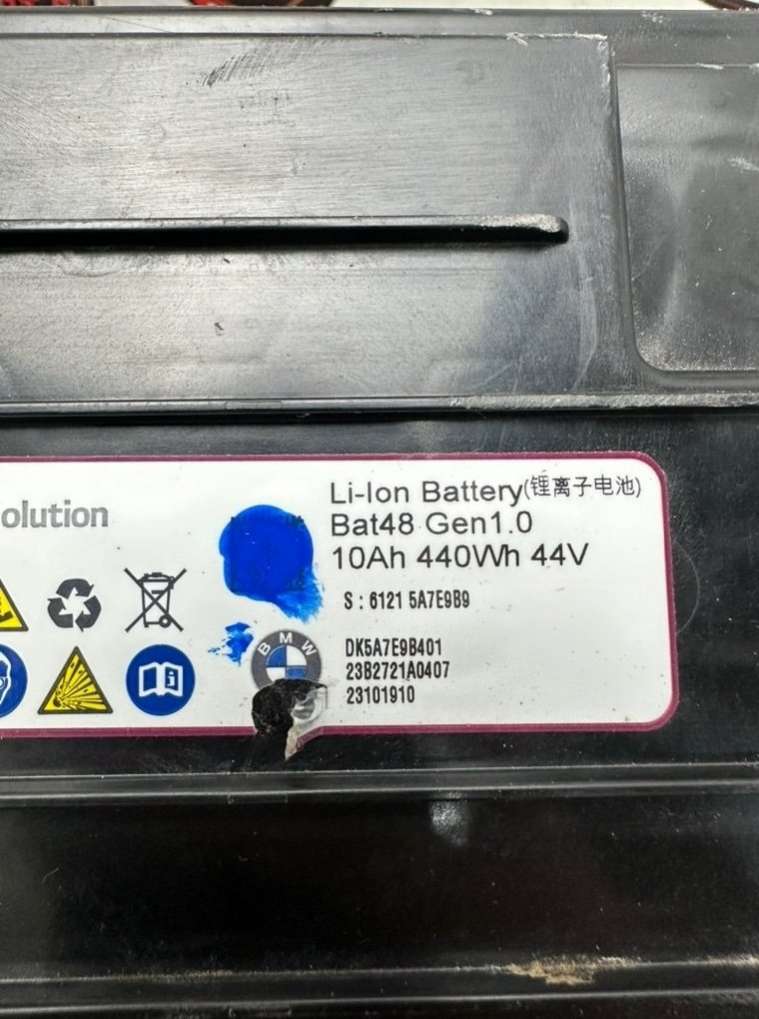 olution
Li-Ion Battery(锂离子电池)
Bat48 Gen1.0
10Ah 440Wh 44V
S : 6121 5A7E9B9
BMW
DK5A7E9B401
23B2721A0407
23101910